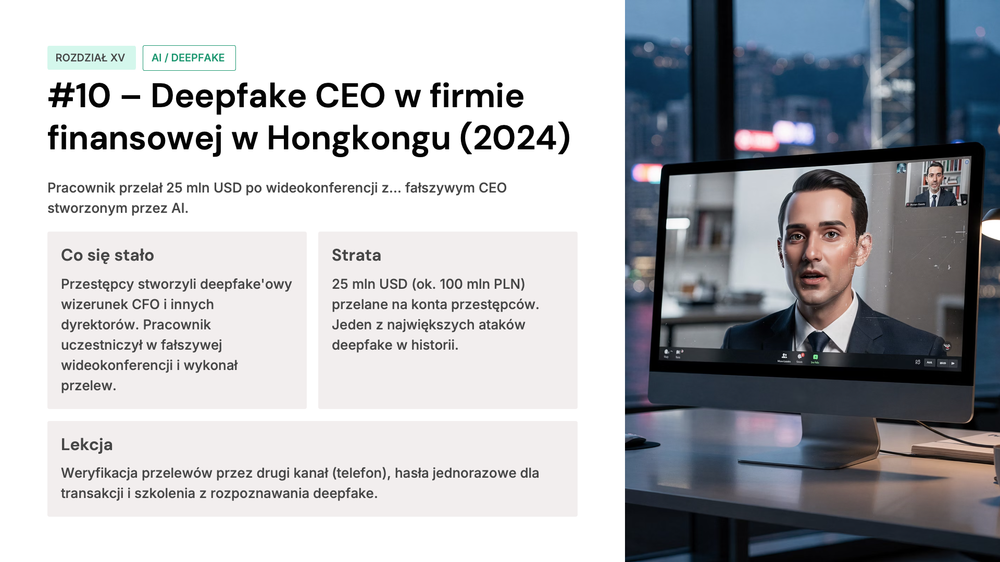 ROZDZIAŁ XV
AI / DEEPFAKE
#10 – Deepfake CEO w firmie
finansowej w Hongkongu (2024)
Pracownik przelał 25 mln USD po wideokonferencji z... fałszywym CEO
stworzonym przez AI.
Co się stało
Przestępcy stworzyli deepfake'owy
wizerunek CFO i innych
dyrektorów. Pracownik
uczestniczył w fałszywej
wideokonferencji i wykonał
przelew.
Strata
25 mln USD (ok. 100 mln PLN)
przelane na konta przestępców.
Jeden z największych ataków
deepfake w historii.
Lekcja
Weryfikacja przelewów przez drugi kanał (telefon), hasła jednorazowe dla
transakcji i szkolenia z rozpoznawania deepfake.